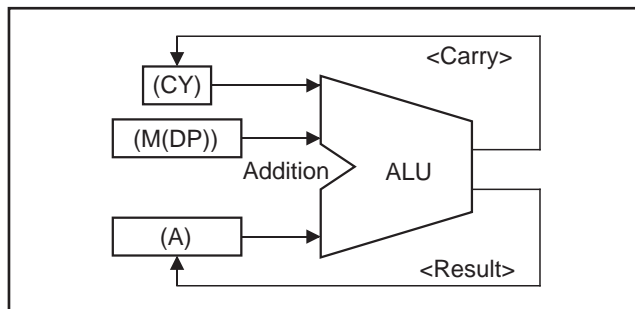 <Carry>
(CY)
(M(DP))
Addition
ALU
(A)
<Result>